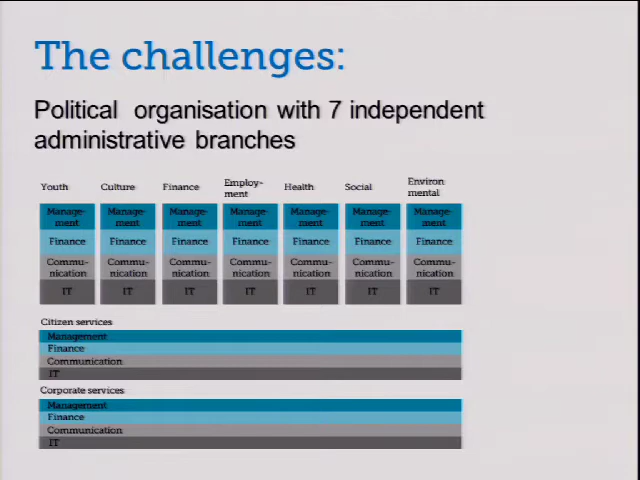 The challenges:
Political organisation with 7 independent
administrative branches
Youth Culture Finance Employ-ment Health Social Environ mental
Manage-ment Manage-ment Manage-ment Manage-ment Manage-ment Manage-ment Manage-ment
Finance Finance Finance Finance Finance Finance Finance
Commu-nication Commu-nication Commu-nication Commu-nication Commu-nication Commu-nication Commu-nication
IT IT IT IT IT IT IT
Citizen services
Management
Finance
Communication
IT
Corporate services
Management
Finance
Communication
IT